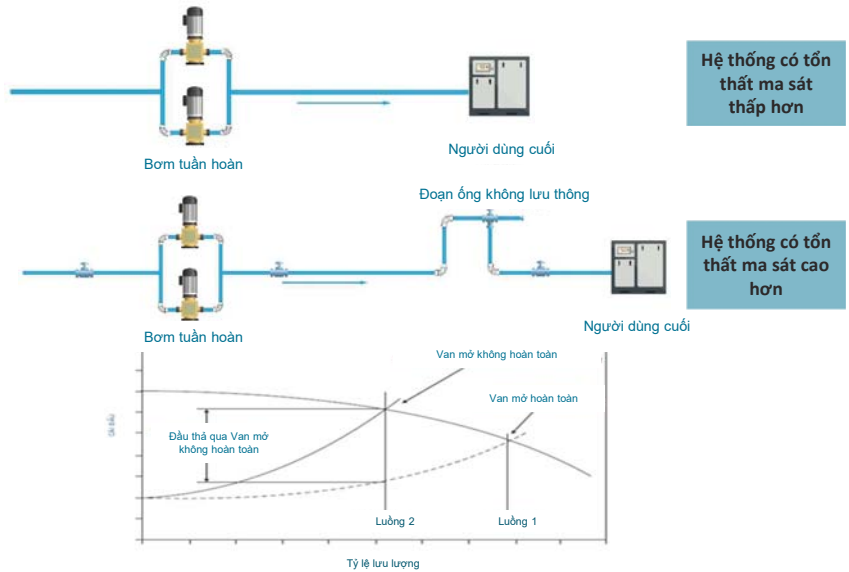 Hệ thống có tổn
thất ma sát
thấp hơn
Người dùng cuối
Bơm tuần hoàn
Đoạn ống không lưu thông
Hệ thống có tổn
thất ma sát cao
hơn
Người dùng cuối
Bơm tuần hoàn
Van mở không hoàn toàn
Van mở hoàn toàn
Đầu thả qua Van mở
không hoàn toàn
Luồng 2
Luồng 1
Tỷ lệ lưu lượng